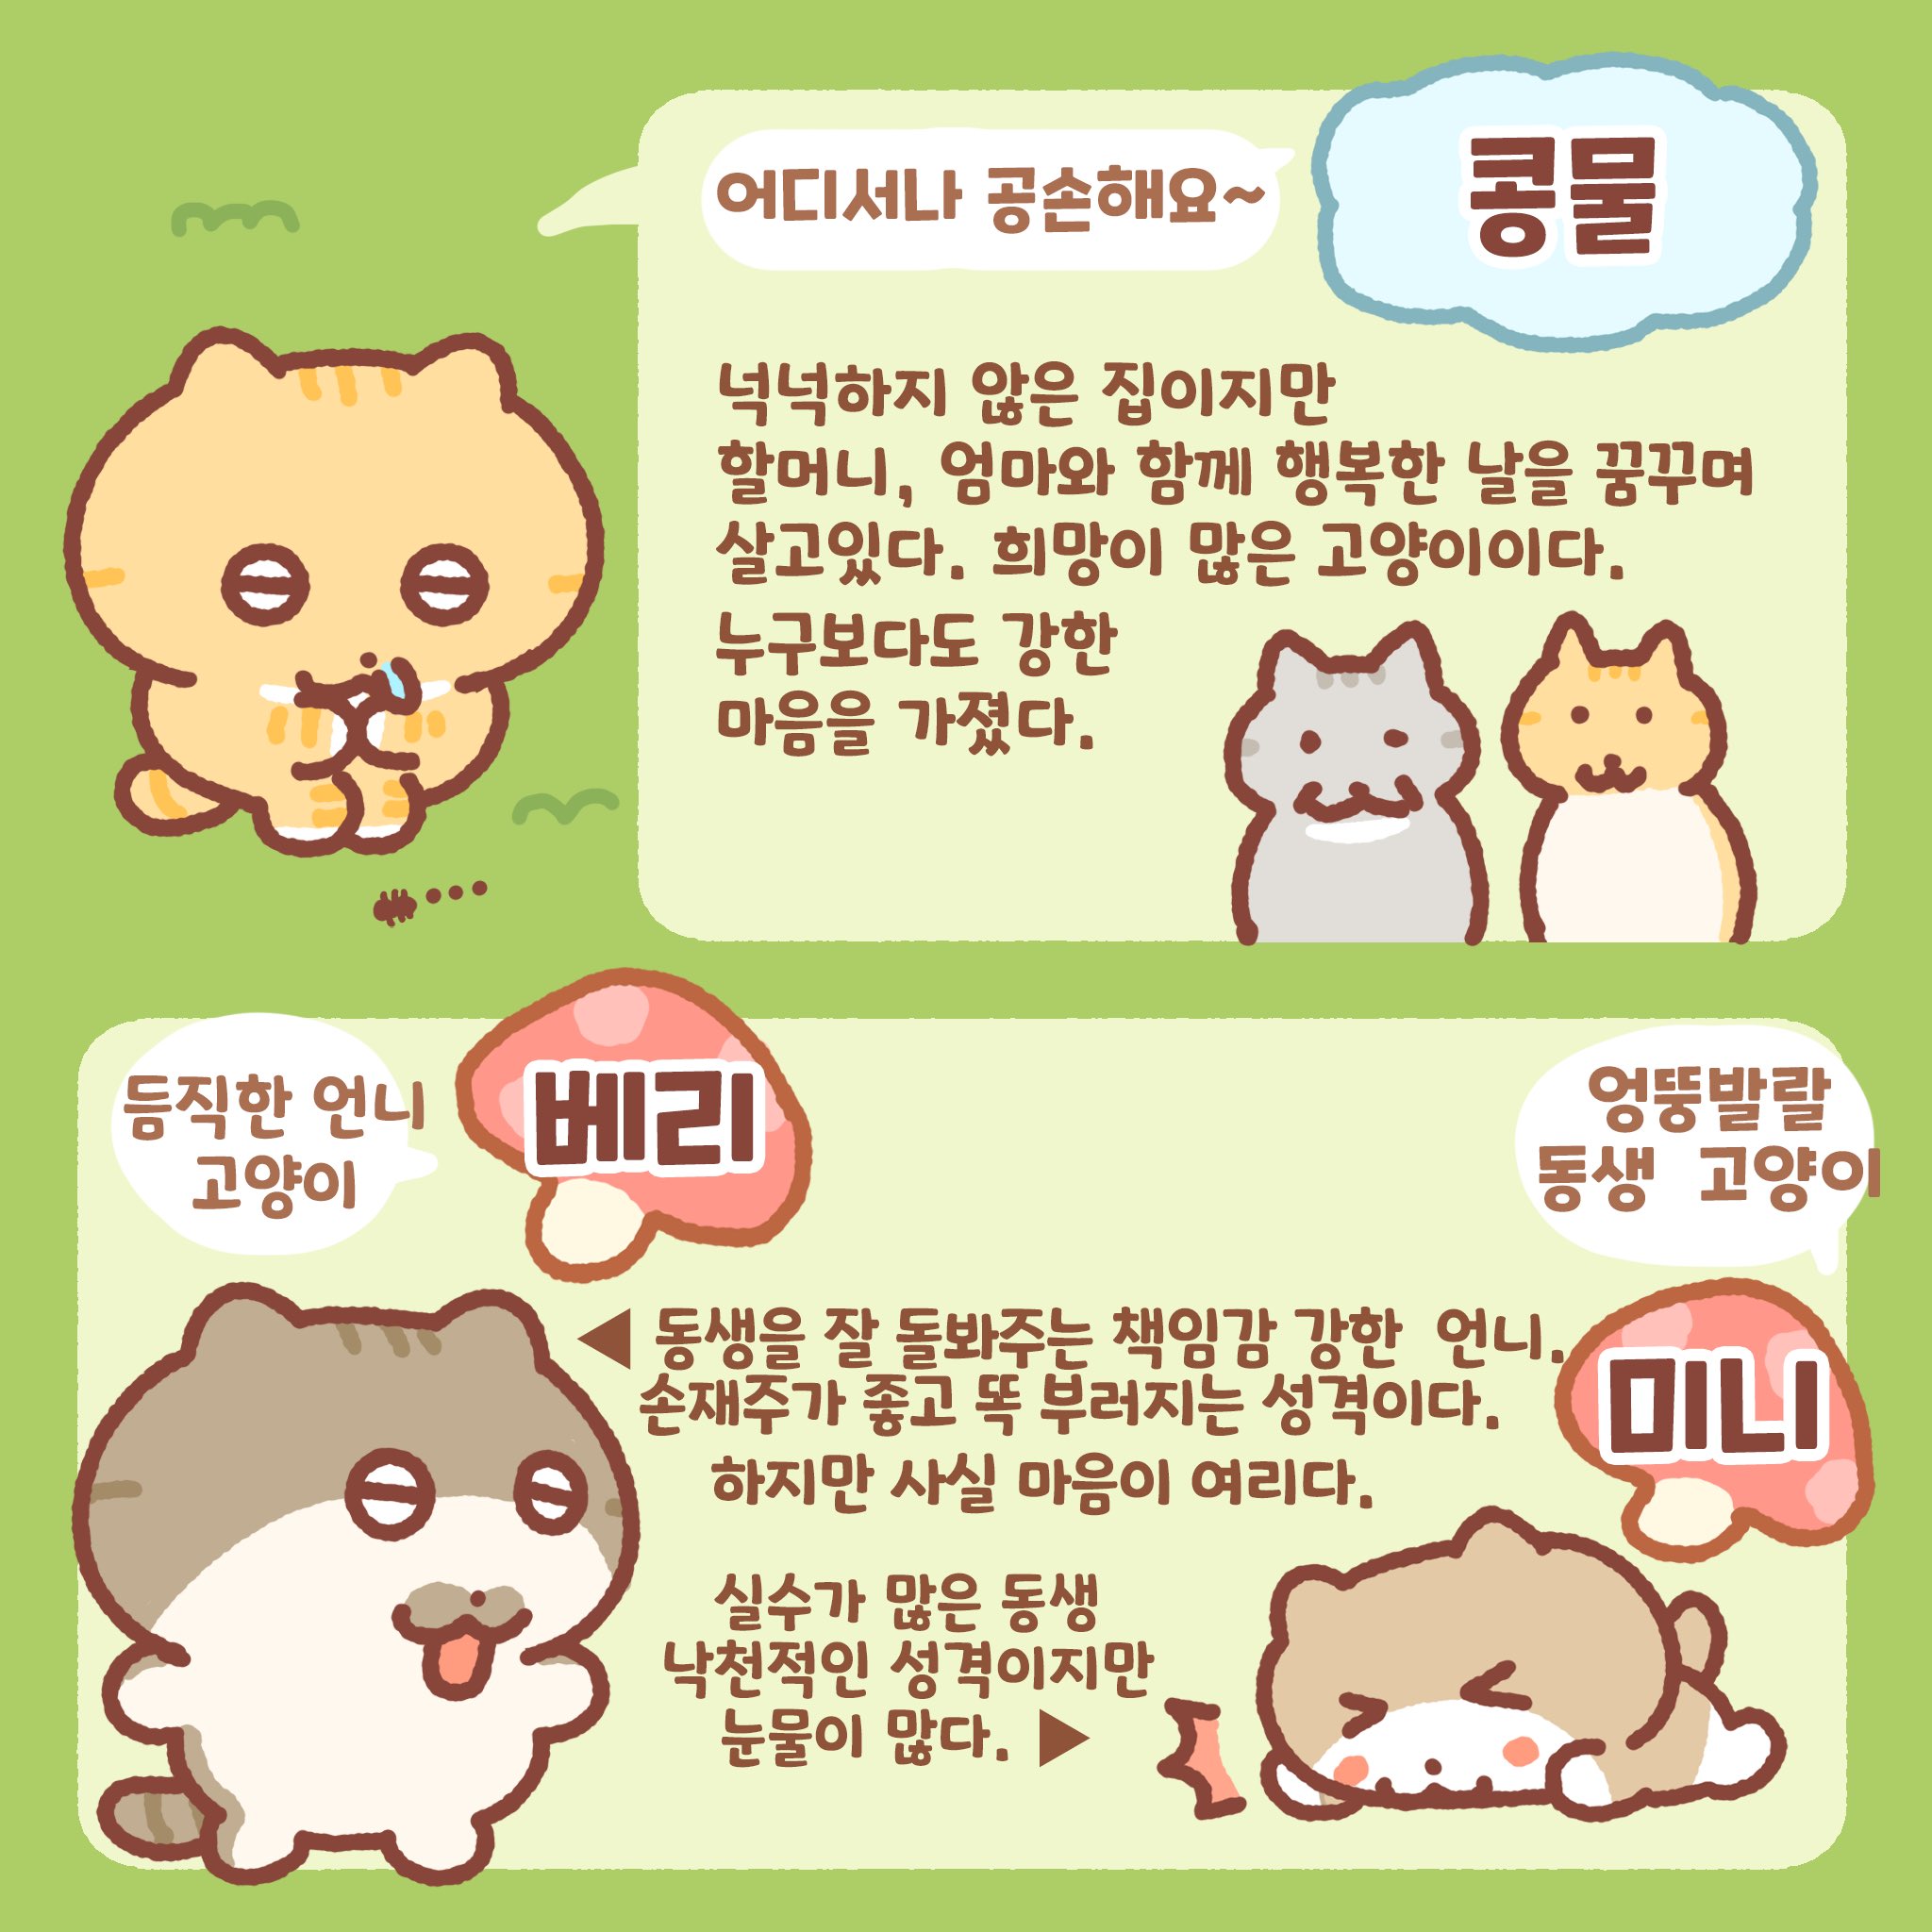 어디서나 공손해요~
콩물
넉넉하지 않은 집이지만
할머니, 엄마와 함께 행복한 날을 꿈꾸며
살고있다. 희망이 많은 고양이이다.
누구보다도 강한
마음을 가졌다.
듬직한 언니
고양이
베리
엉뚱발랄
동생 고양이
미니
동생을 잘 돌봐주는 책임감 강한 언니.
손재주가 좋고 똑 부러지는 성격이다.
하지만 사실 마음이 여리다.
실수가 많은 동생
낙천적인 성격이지만
눈물이 많다.